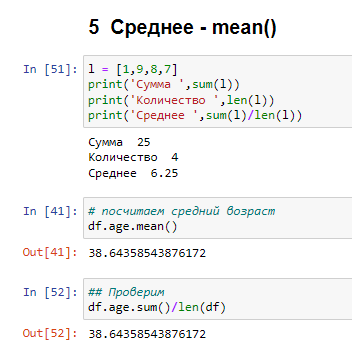 5 Среднее - mean()
In [51]: l = [1,9,8,7]
print('Сумма ',sum(l))
print('Количество ',len(l))
print('Среднее ',sum(l)/len(l))
Сумма  25
Количество  4
Среднее  6.25
In [41]: # посчитаем средний возраст
df.age.mean()
Out[41]: 38.64358543876172
In [52]: ## Проверим
df.age.sum()/len(df)
Out[52]: 38.64358543876172